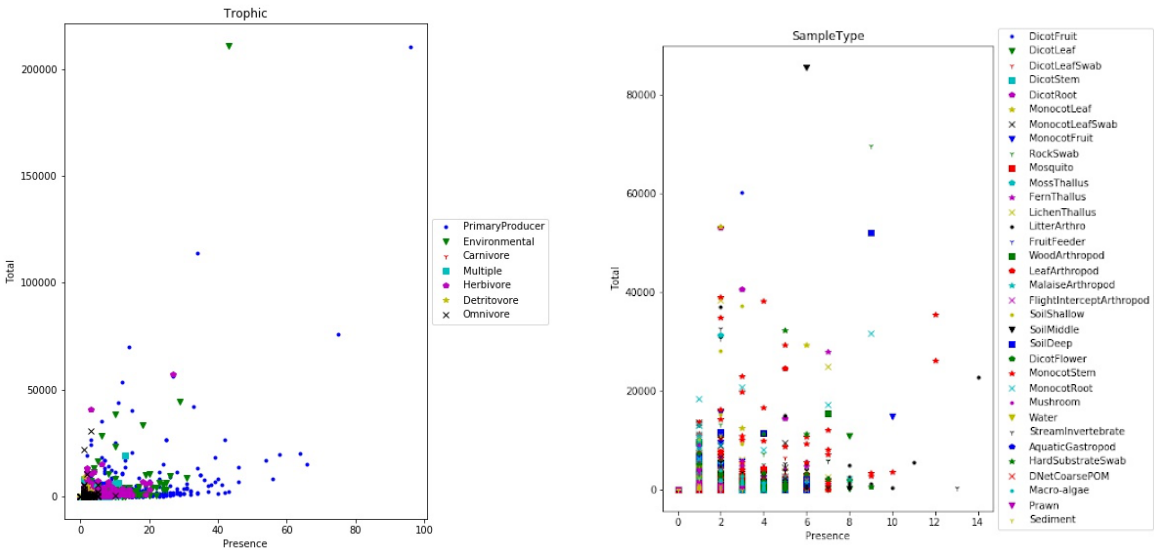 Trophic
200000
150000
100000
50000
0
Total
0 20 40 60 80 100
Presence
PrimaryProducer
Environmental
Carnivore
Multiple
Herbivore
Detritovore
Omnivore
SampleType
80000
60000
40000
20000
0
Total
0 2 4 6 8 10 12 14
Presence
DicotFruit
DicotLeaf
DicotLeafSwab
DicotStem
DicotRoot
MonocotLeaf
MonocotLeafSwab
MonocotFruit
RockSwab
Mosquito
MossThallus
FernThallus
LichenThallus
LitterArthro
FruitFeeder
WoodArthropod
LeafArthropod
MalaiseArthropod
FlightInterceptArthropod
SoilShallow
SoilMiddle
SoilDeep
DicotFlower
MonocotStem
MonocotRoot
Mushroom
Water
StreamInvertebrate
AquaticGastropod
HardSubstrateSwab
DNetCoarsePOM
Macro-algae
Prawn
Sediment